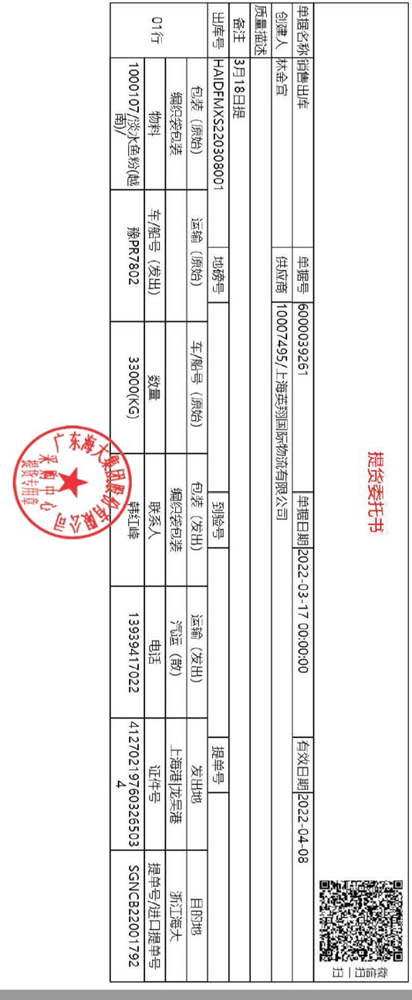 提货委托书
微信扫一扫
单据名称 销售出库 单据号 6000039261 单据日期 2022-03-17 00:00:00 有效日期 2022-04-08
创建人 林金宜 供应商 10007495/上海英翔国际物流有限公司
质量描述
备注 3月18日提
出库号 HAIDFMXS220308001 地磅号 到验号 提单号
01行
包装（原始） 运输（原始） 车/船号（原始） 包装（发出） 运输（发出） 发出地 目的地
编织袋包装 编织袋包装 汽运（散） 上海港|龙吴港 浙江海大
物料 车/船号（发出） 数量 联系人 电话 证件号 提单号/进口提单号
1000107/淡水鱼粉(越 豫PR7802 33000(KG) 韩红峰 13939417022 41270219760326503 SGNCB22001792
南)/ 4
广东海大集团股份有限公司
采购中心
提货专用章